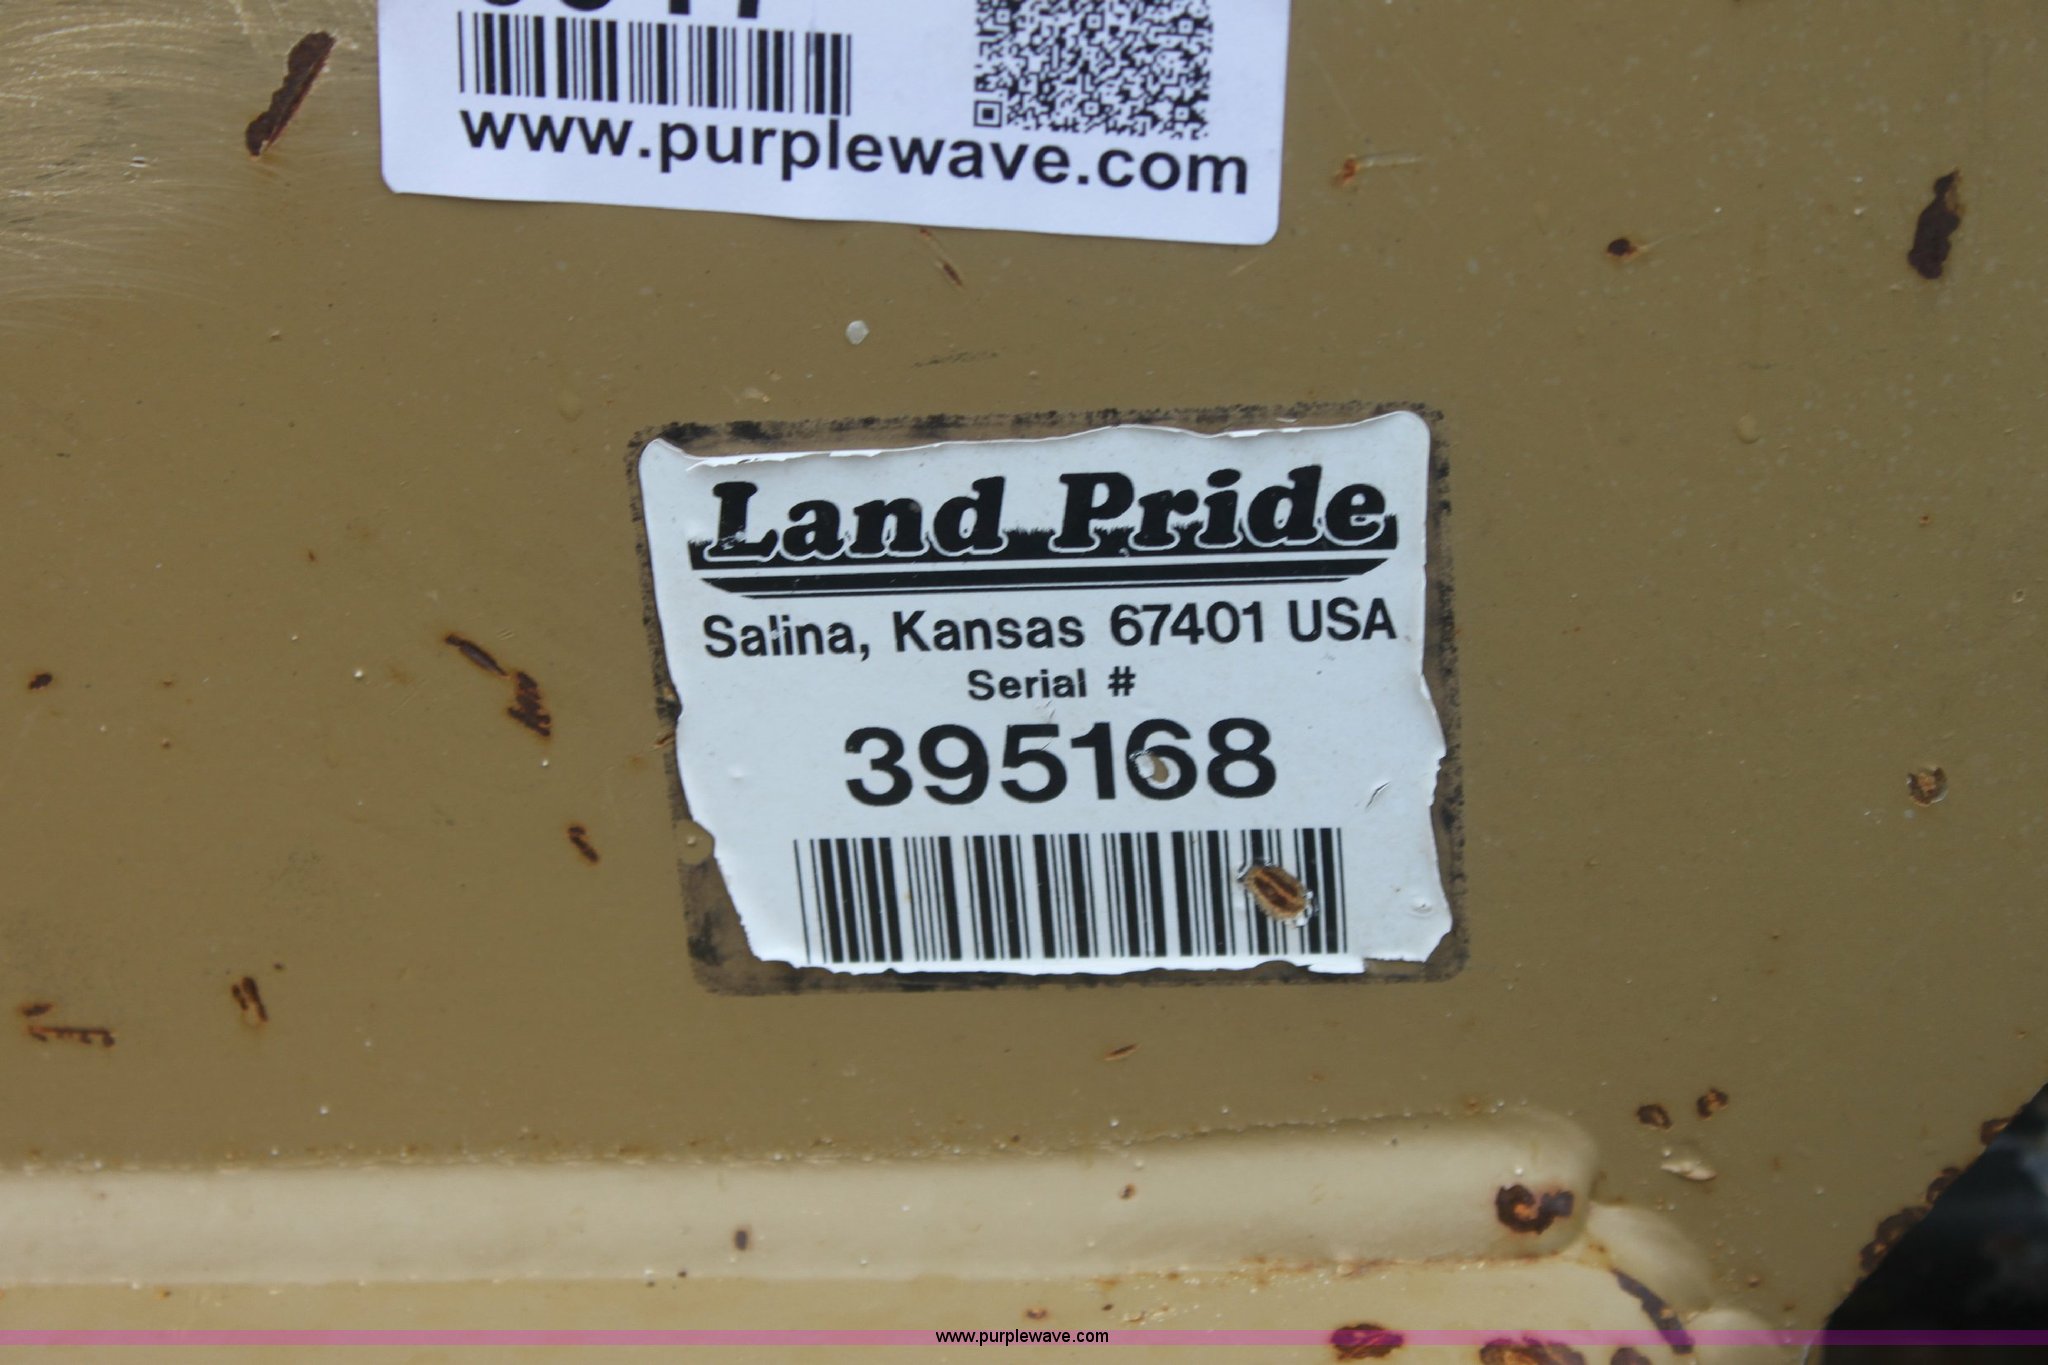 www.purplewave.com
Land Pride
Salina, Kansas 67401 USA
Serial #
395168
www.purplewave.com